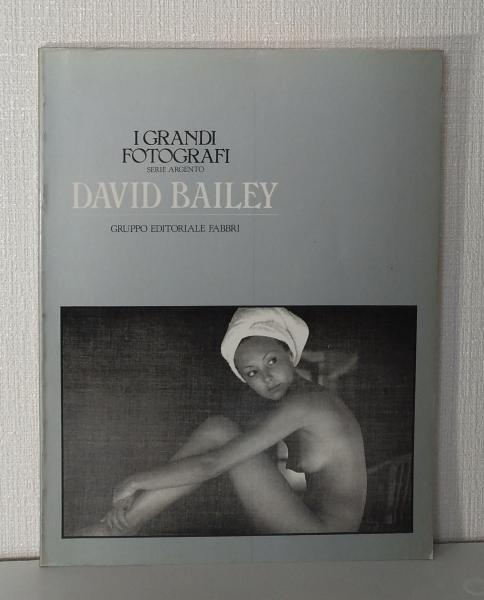 I GRANDI
FOTOGRAFI
SERIE ARGENTO
DAVID BAILEY
GRUPPO EDITORIALE FABBRI